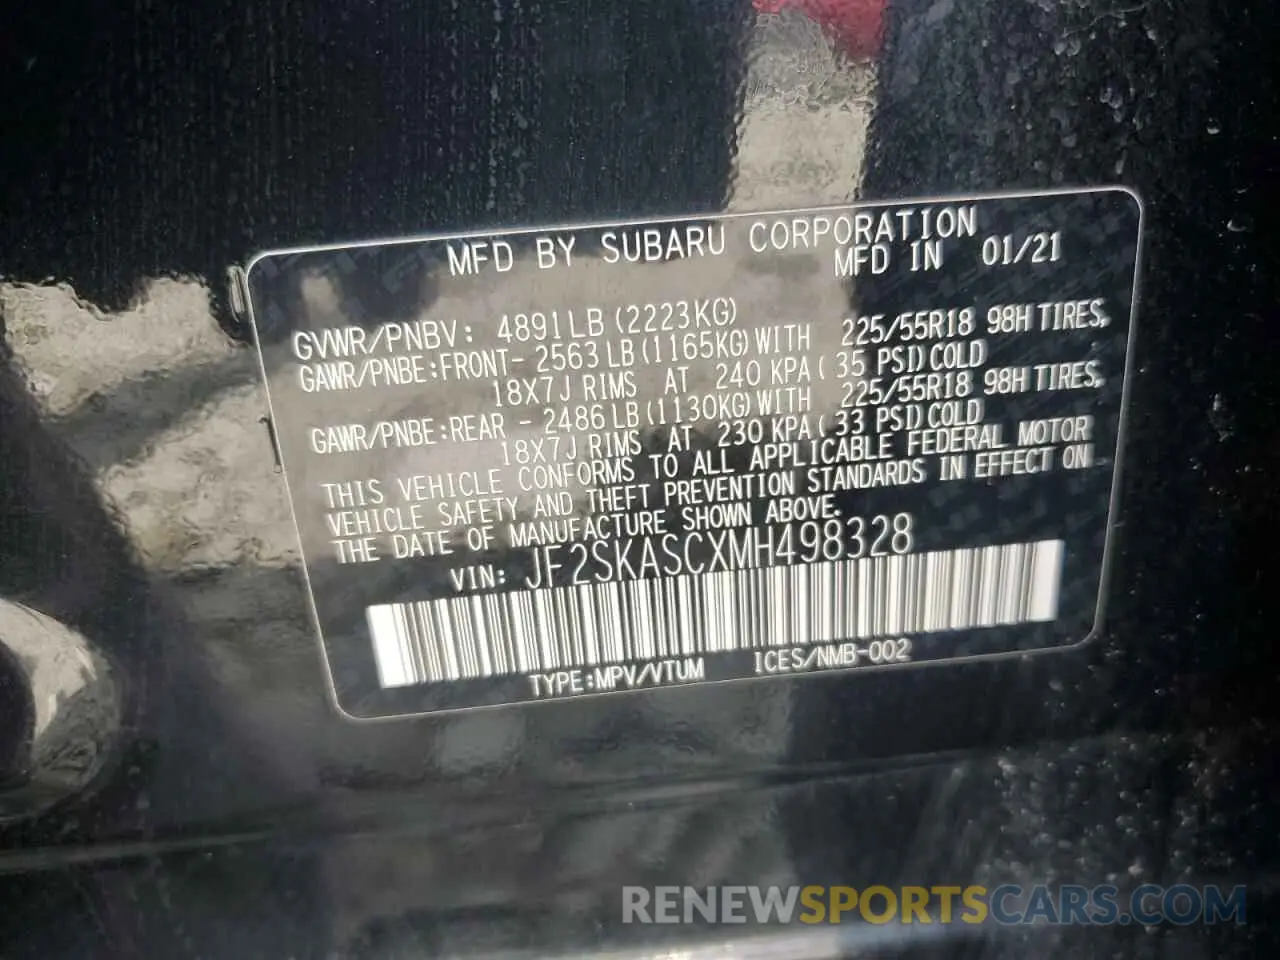 MFD BY SUBARU CORPORATION
MFD IN 01/21
GVWR/PNBV: 4891LB (2223KG)
GAWR/PNBE:FRONT- 2563 LB (1165KG) WITH 225/55R18 98H TIRES,
18X7J RIMS AT 240 KPA ( 35 PSI) COLD
GAWR/PNBE:REAR - 2486 LB (1130KG) WITH 225/55R18 98H TIRES,
18X7J RIMS AT 230 KPA ( 33 PSI) COLD
THIS VEHICLE CONFORMS TO ALL APPLICABLE FEDERAL MOTOR
VEHICLE SAFETY AND THEFT PREVENTION STANDARDS IN EFFECT ON
THE DATE OF MANUFACTURE SHOWN ABOVE.
VIN: JF2SKASCXMH498328
TYPE:MPV/VTUM ICES/NMB-002
RENEWSPORTSCARS.COM